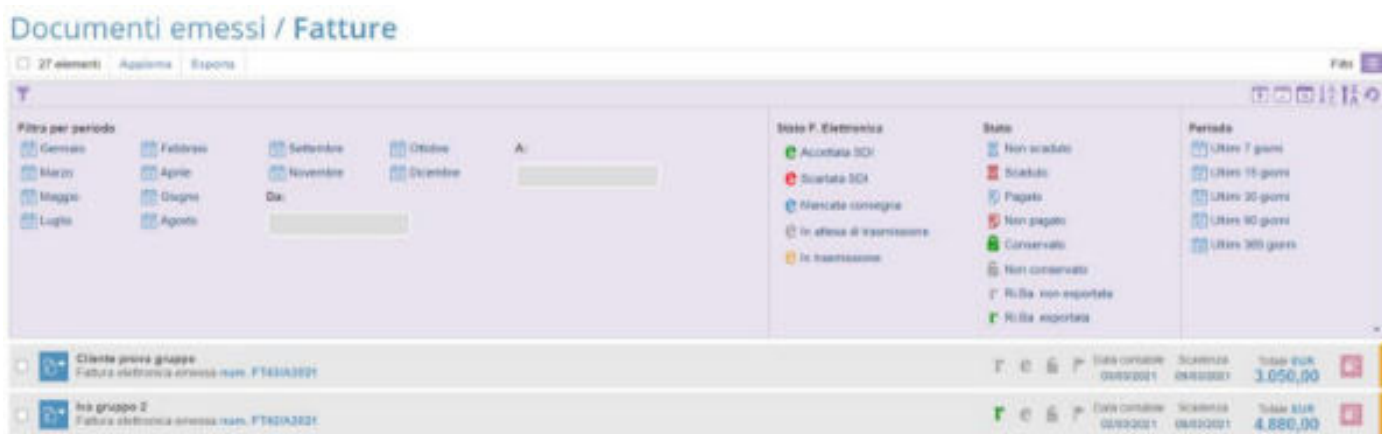 Documenti emessi / Fatture
27 elementi Aggiorna Esporta
Filtri
Filtra per periodo
Gennaio Febbraio Settembre Ottobre A:
Marzo Aprile Novembre Dicembre
Maggio Giugno Da:
Luglio Agosto
Stato F. Elettronica
Accettata SDI
Scartata SDI
Mancata consegna
In attesa di trasmissione
In trasmissione
Stato
Non scaduto
Scaduto
Pagato
Non pagato
Conservato
Non conservato
Ri.Ba. non esportata
Ri.Ba. esportata
Periodo
Ultimi 7 giorni
Ultimi 15 giorni
Ultimi 30 giorni
Ultimi 90 giorni
Ultimi 365 giorni
Cliente prova gruppo
Fattura elettronica emessa num.
Data contabile Scadenza Totale EUR
3.050,00
Iva gruppo 2
Fattura elettronica emessa num.
Data contabile Scadenza Totale EUR
4.880,00